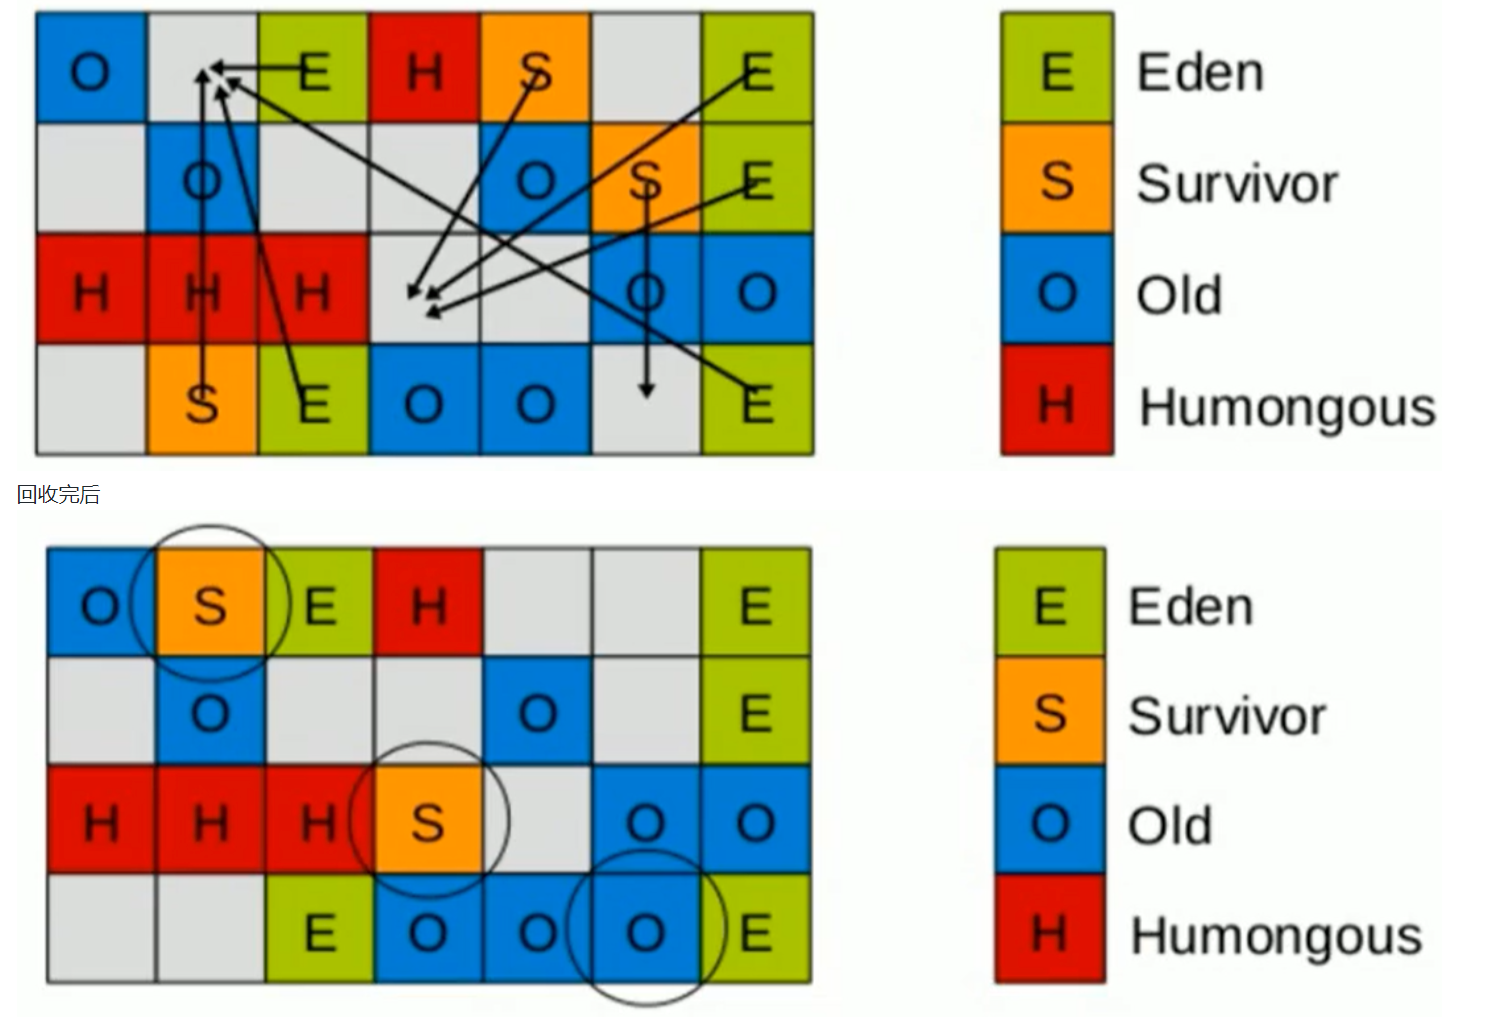 O E H S E E Eden
O O S E S Survivor
H H H O O O Old
S E O O E H Humongous
回收完后
O S E H E E Eden
O O E S Survivor
H H H S O O O Old
E O O O E H Humongous